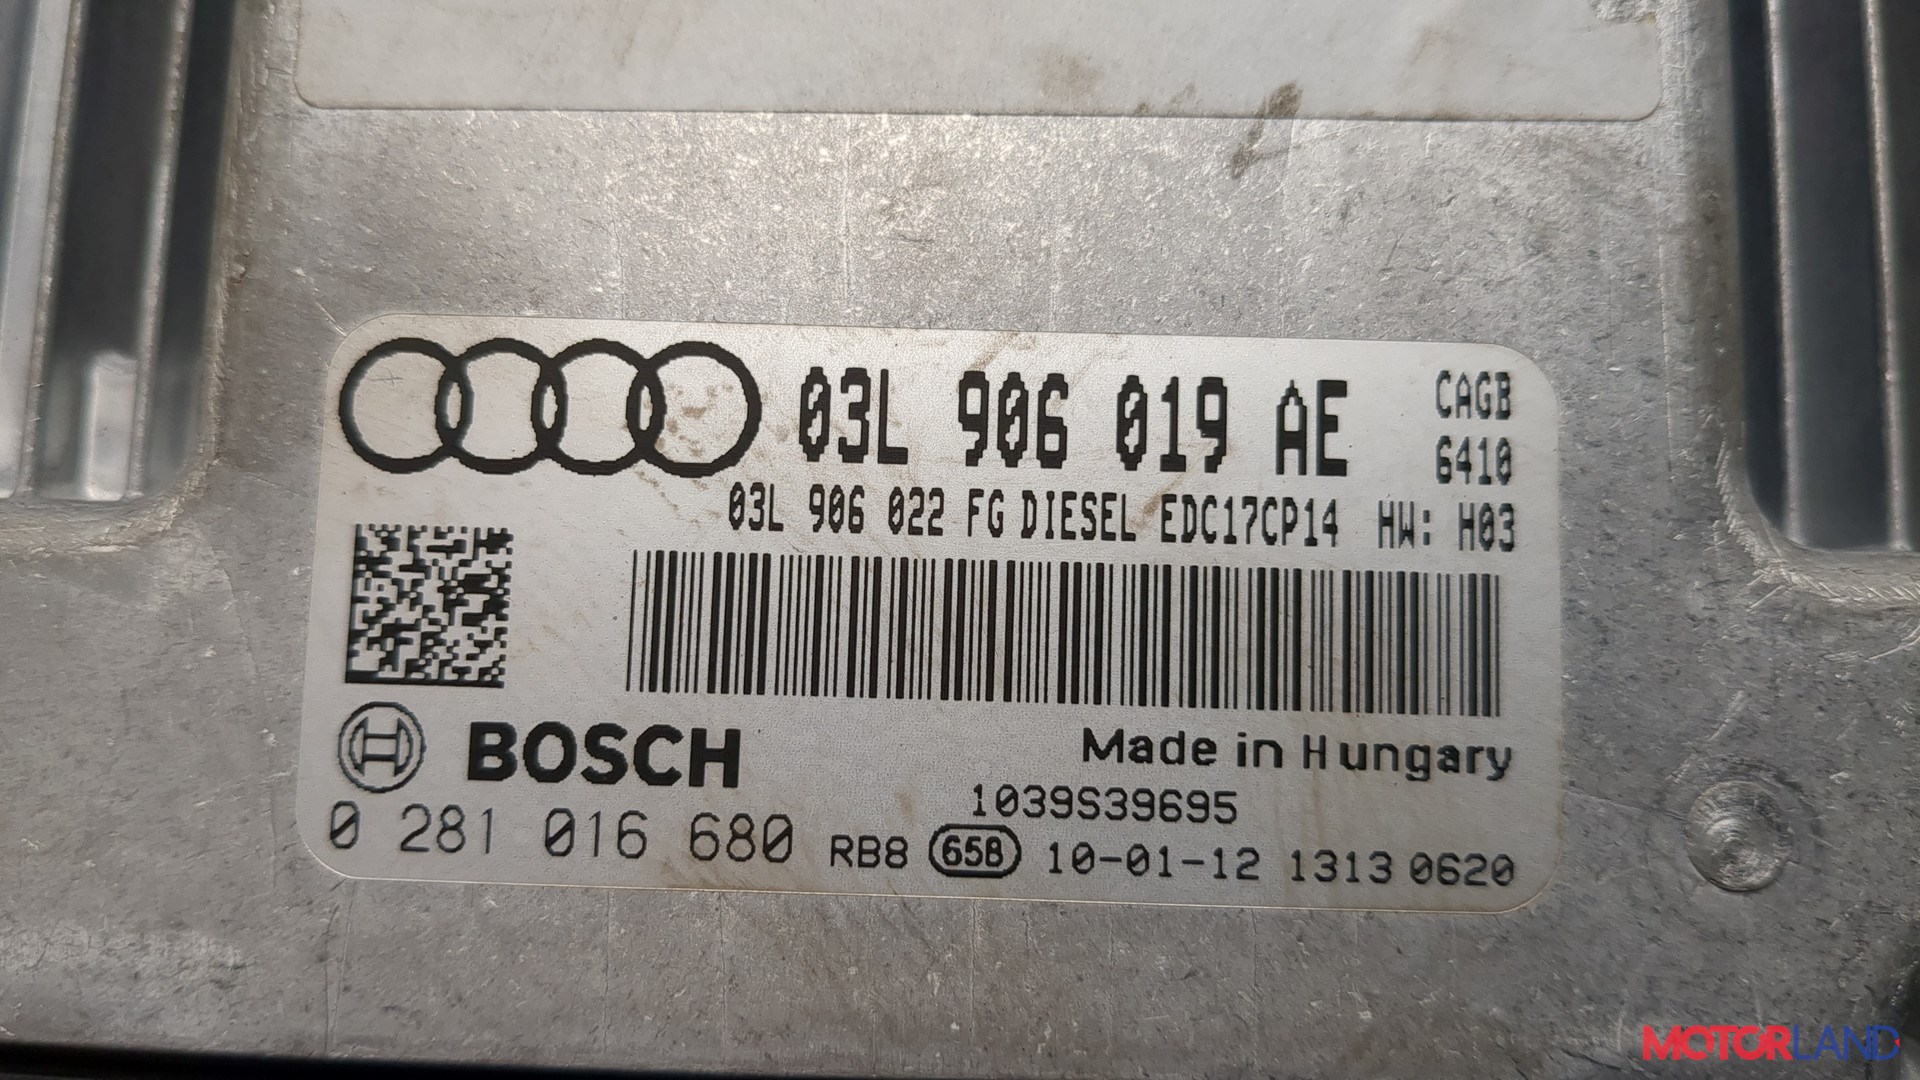 03L 906 019 AE
CAGB
6410
03L 906 022 FG DIESEL EDC17CP14 HW: H03
BOSCH
Made in Hungary
1039S39695
0 281 016 680 RB8 658 10-01-12 1313 0620
MOTORLAND